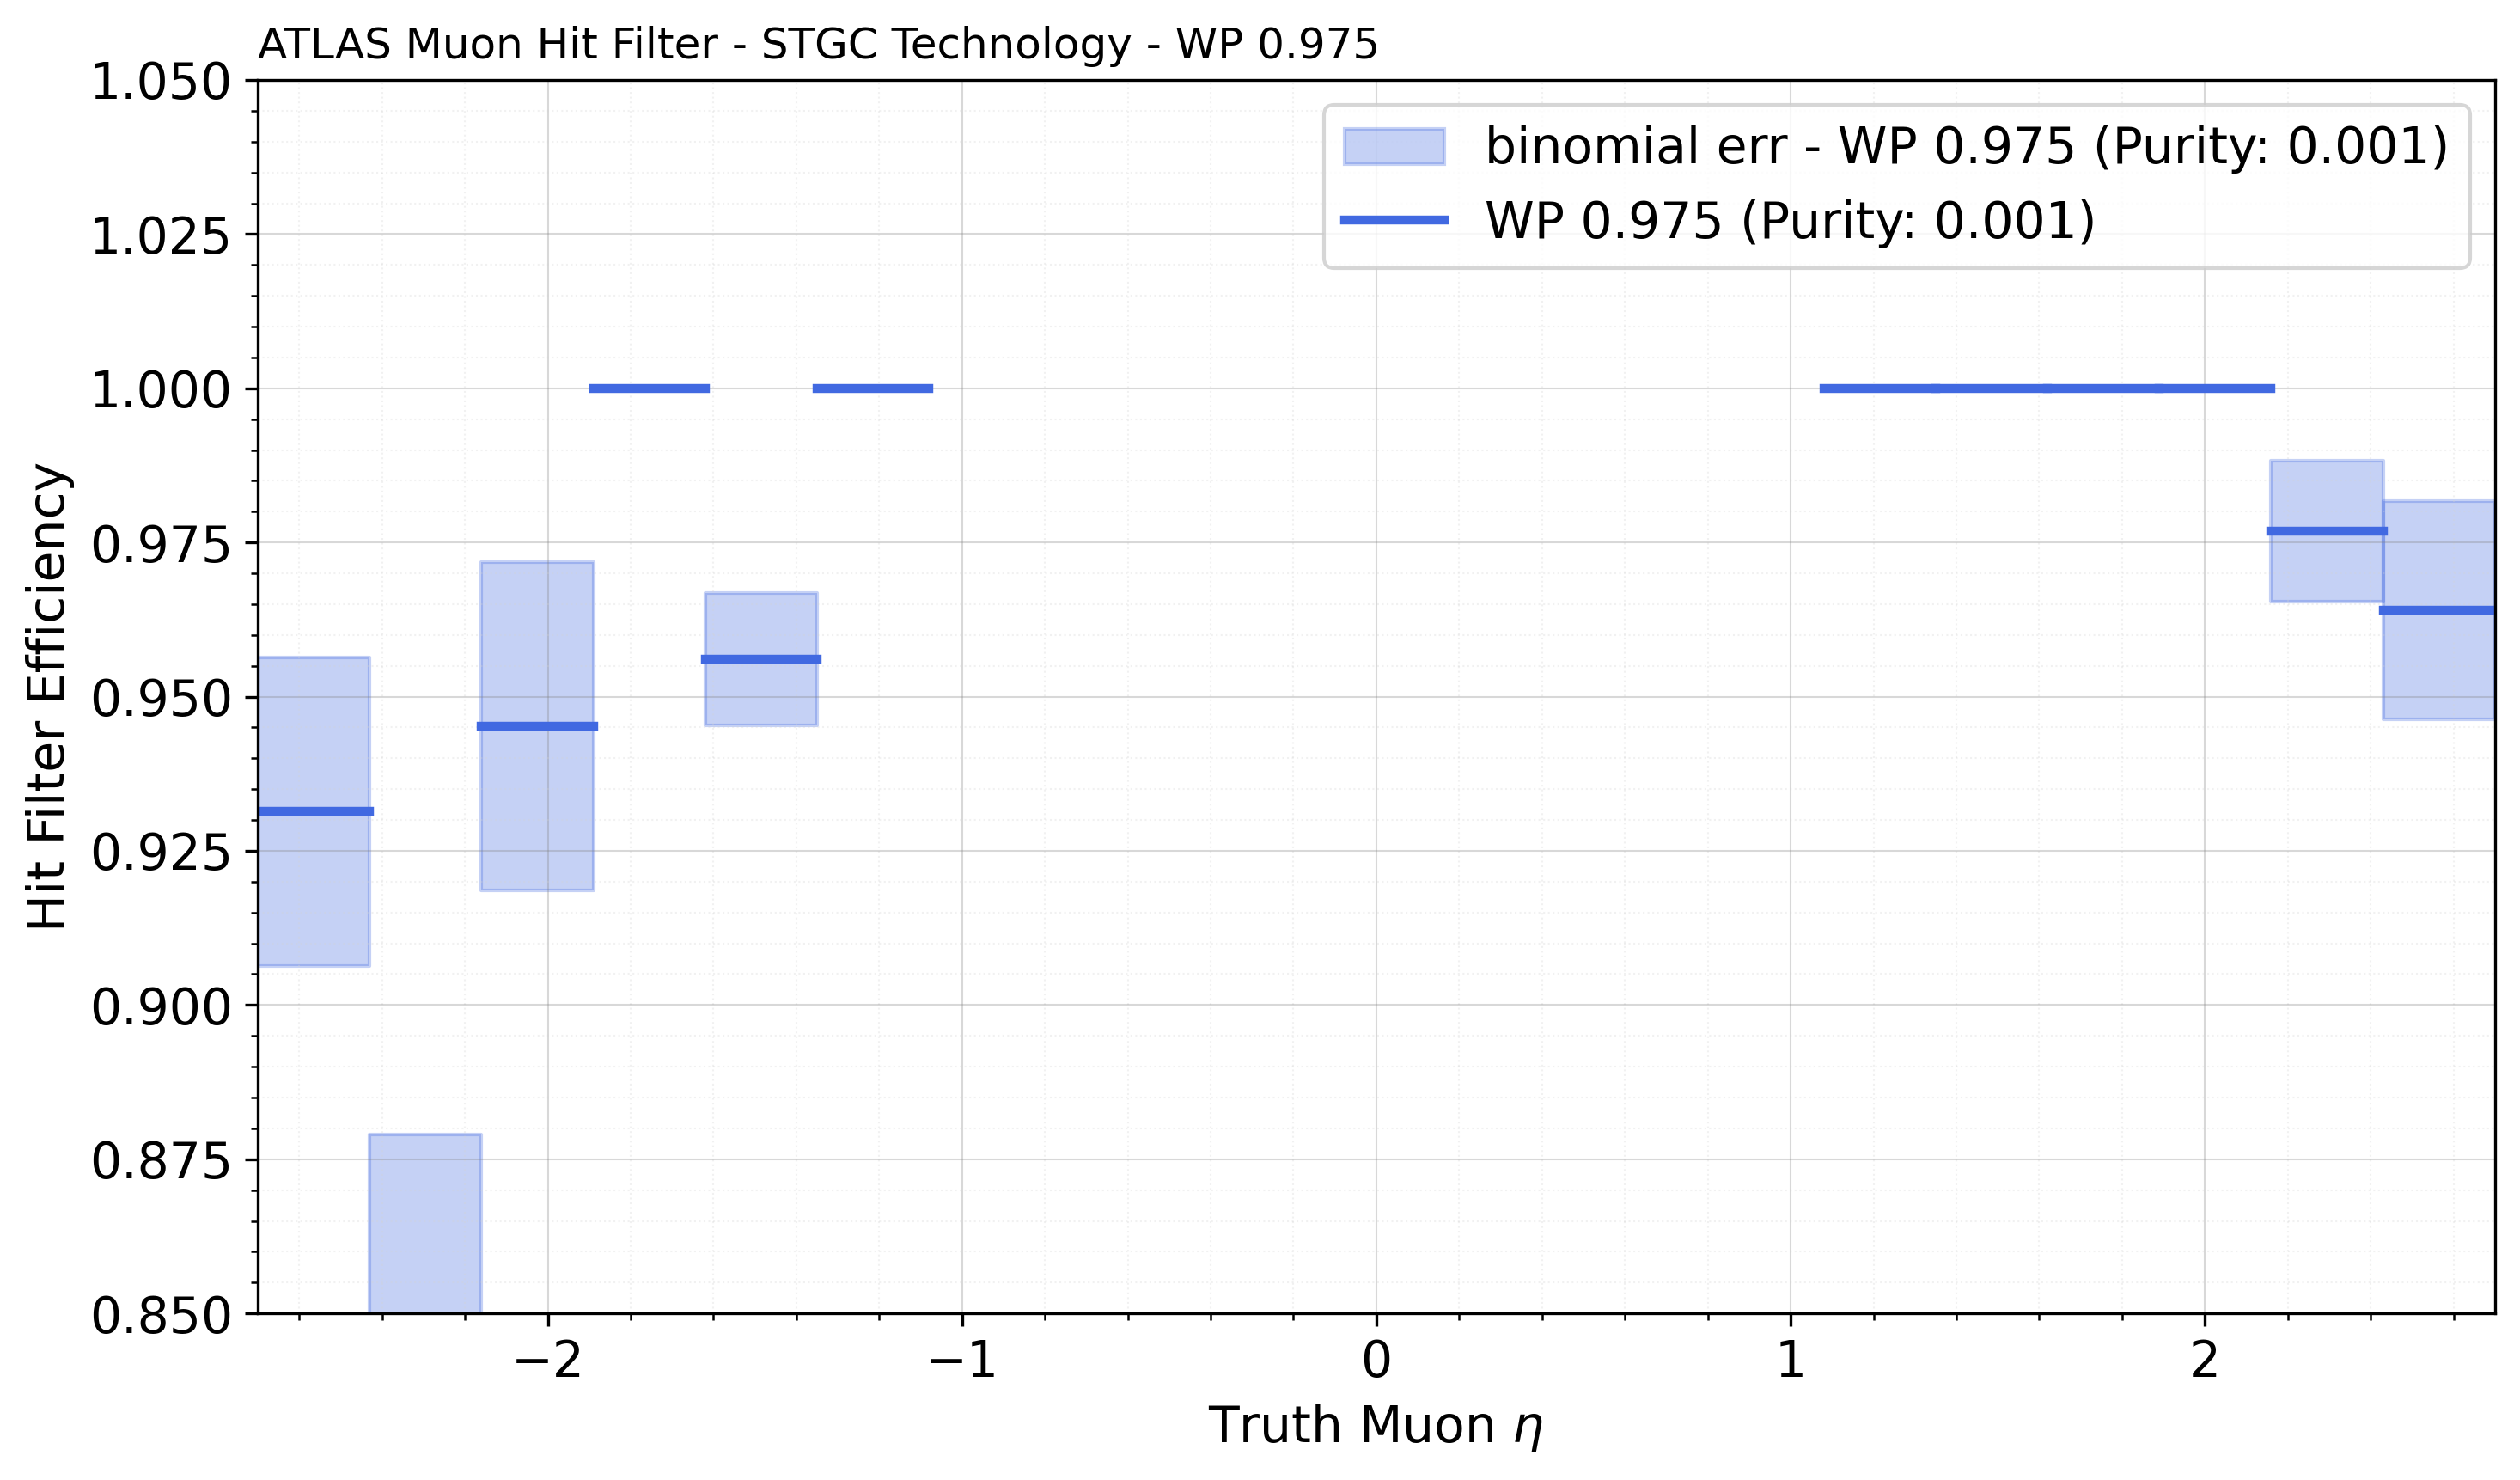 ATLAS Muon Hit Filter - STGC Technology - WP 0.975
binomial err - WP 0.975 (Purity: 0.001)
WP 0.975 (Purity: 0.001)
Hit Filter Efficiency
1.050
1.025
1.000
0.975
0.950
0.925
0.900
0.875
0.850
−2 −1 0 1 2
Truth Muon η